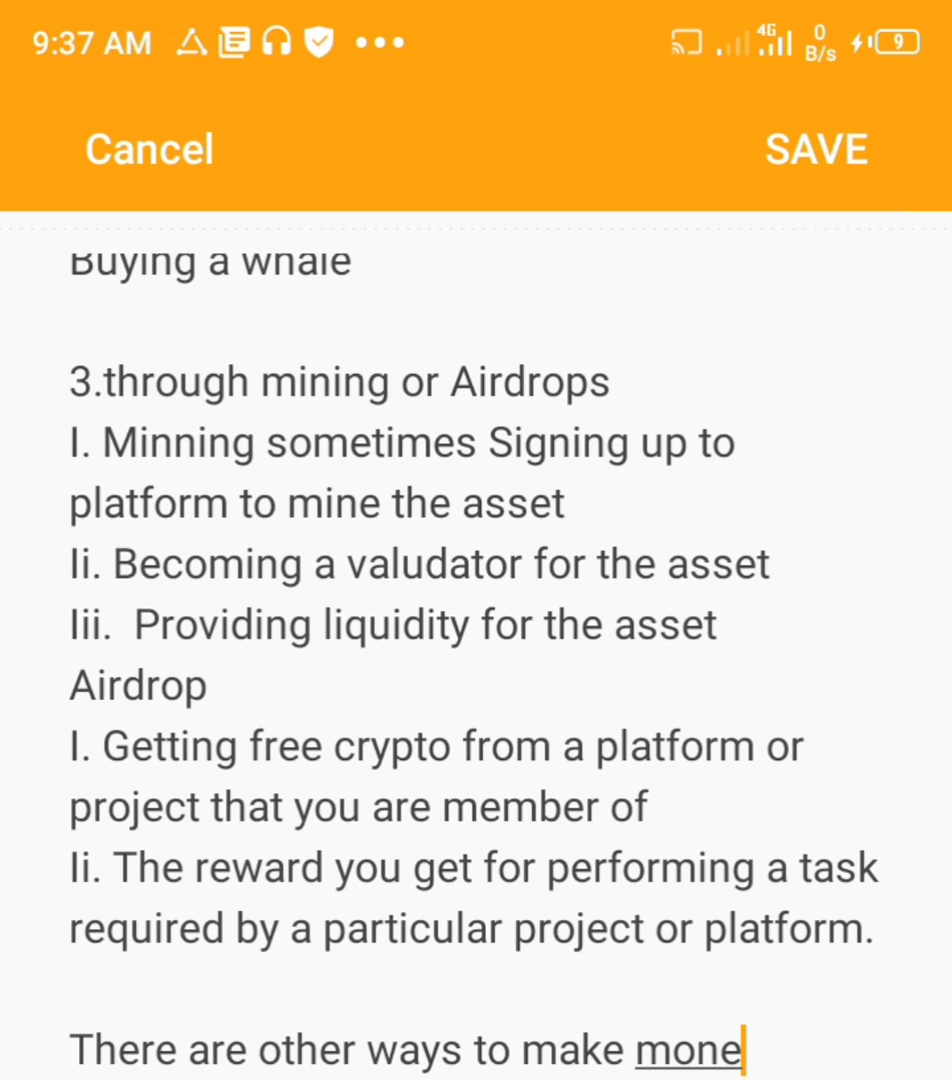 9:37 AM 4G 0 B/s 9
Cancel SAVE
Buying a whale
3.through mining or Airdrops
I. Minning sometimes Signing up to
platform to mine the asset
Ii. Becoming a valudator for the asset
Iii. Providing liquidity for the asset
Airdrop
I. Getting free crypto from a platform or
project that you are member of
Ii. The reward you get for performing a task
required by a particular project or platform.
There are other ways to make mone